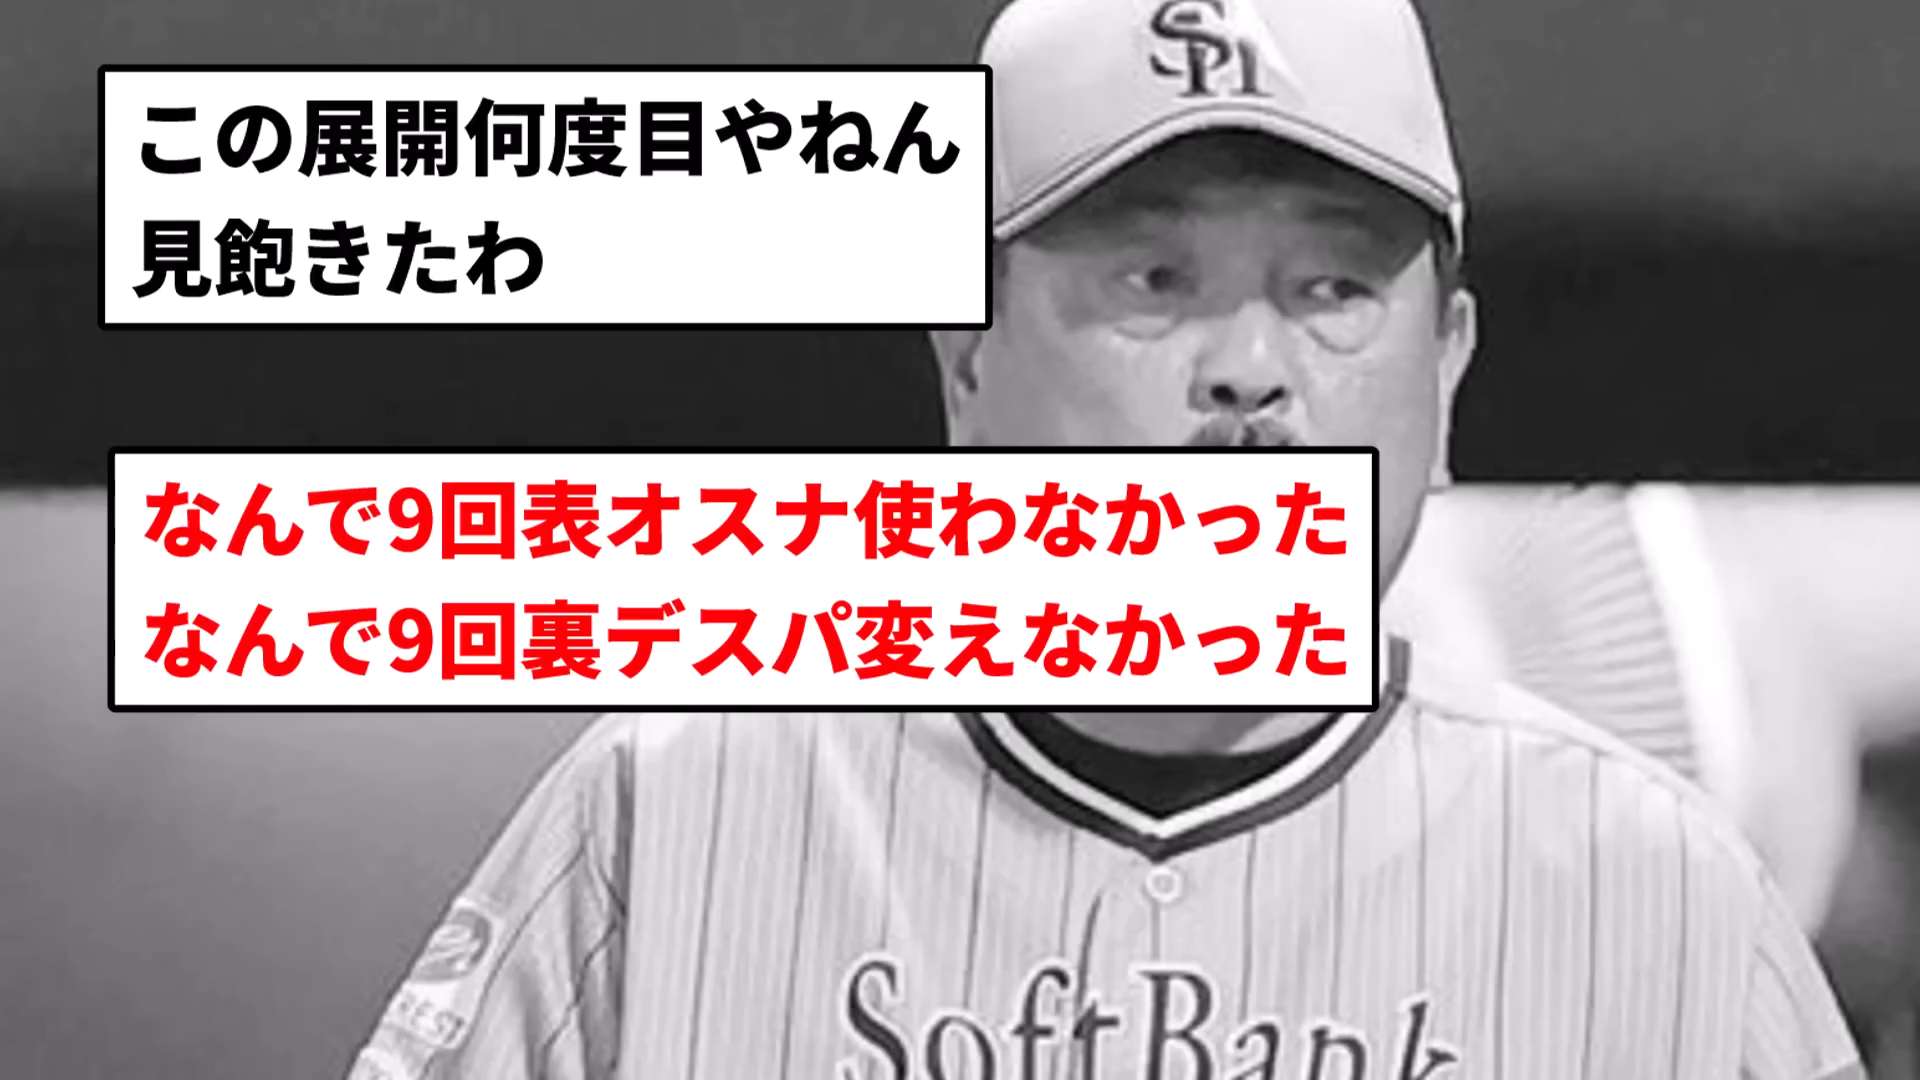 SH
この展開何度目やねん
見飽きたわ
なんで9回表オスナ使わなかった
なんで9回裏デスパ変えなかった
SoftBank